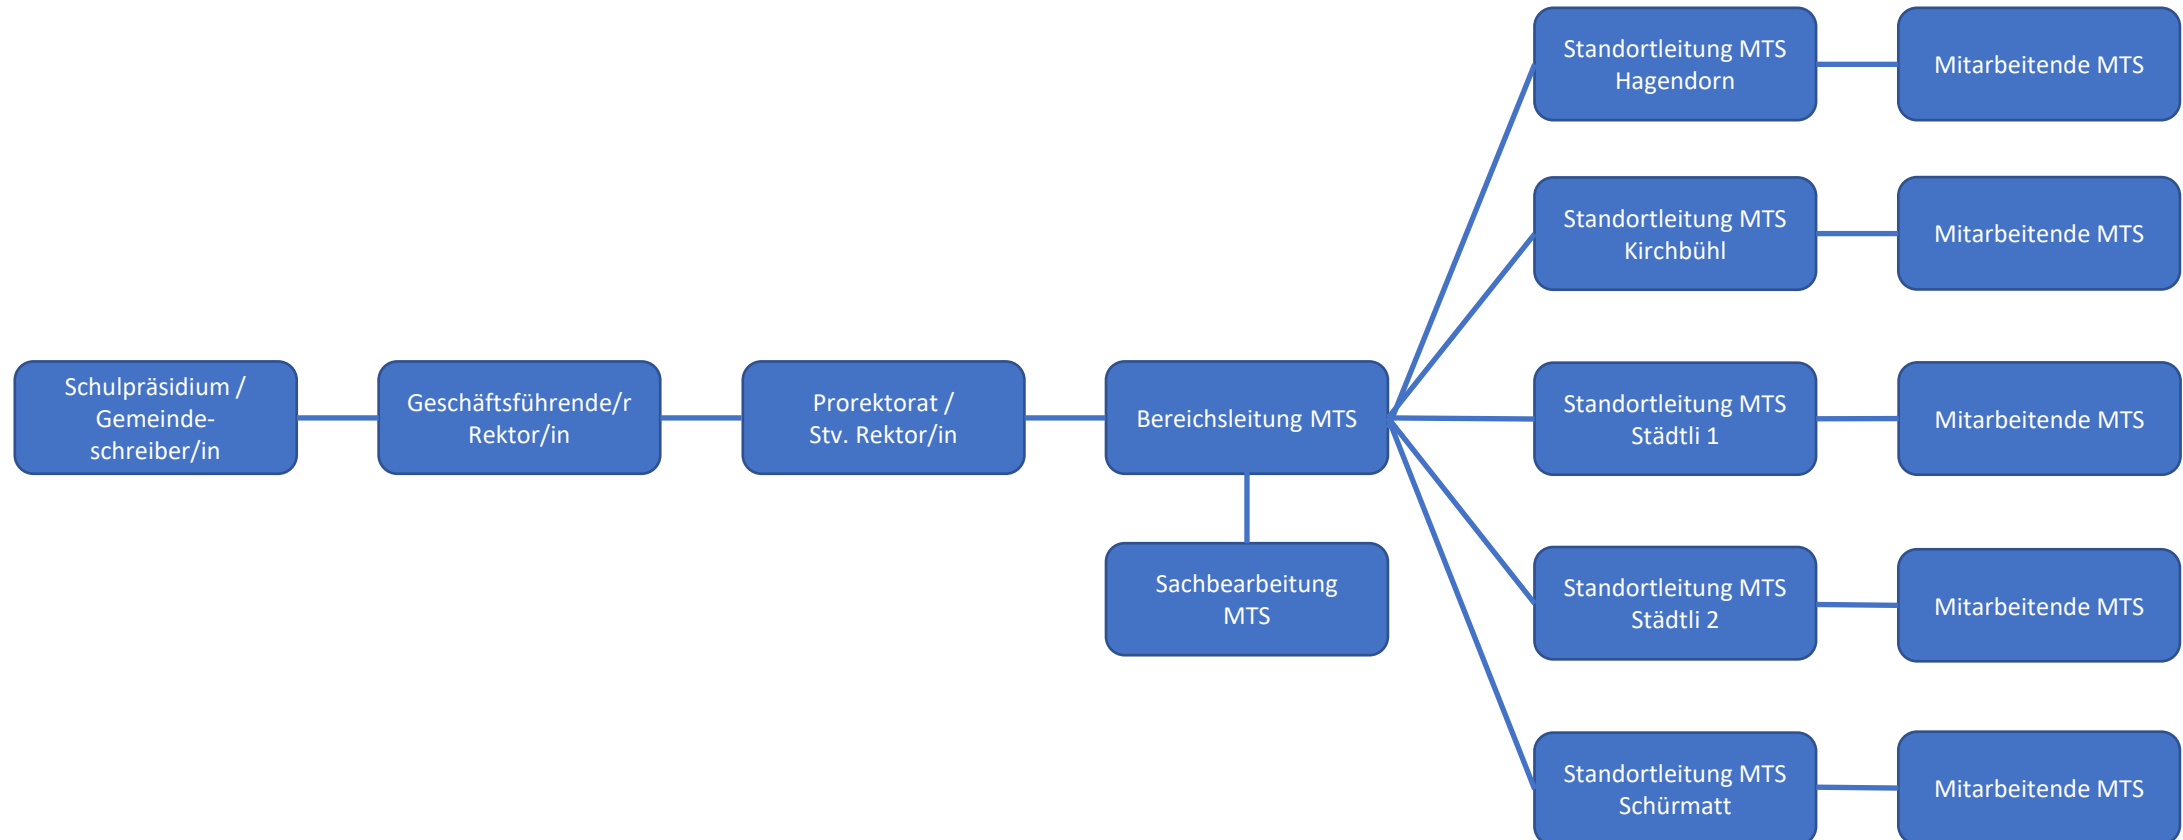 Schulpräsidium /
Gemeinde-
schreiber/in
Geschäftsführende/r
Rektor/in
Prorektorat /
Stv. Rektor/in
Bereichsleitung MTS
Sachbearbeitung
MTS
Standortleitung MTS
Hagendorn
Mitarbeitende MTS
Standortleitung MTS
Kirchbühl
Mitarbeitende MTS
Standortleitung MTS
Städtli 1
Mitarbeitende MTS
Standortleitung MTS
Städtli 2
Mitarbeitende MTS
Standortleitung MTS
Schürmatt
Mitarbeitende MTS